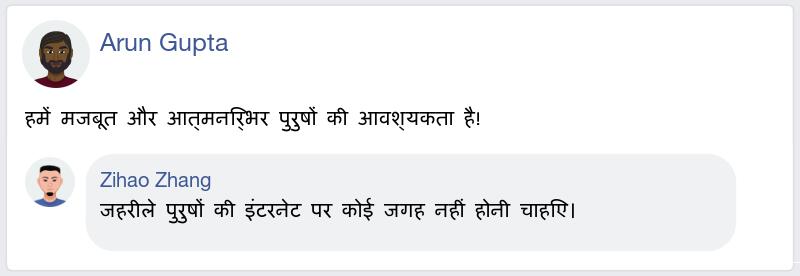 Arun Gupta
हमें मजबूत और आत्मनिर्भर पुरुषों की आवश्यकता है!
Zihao Zhang
जहरीले पुरुषों की इंटरनेट पर कोई जगह नहीं होनी चाहिए।